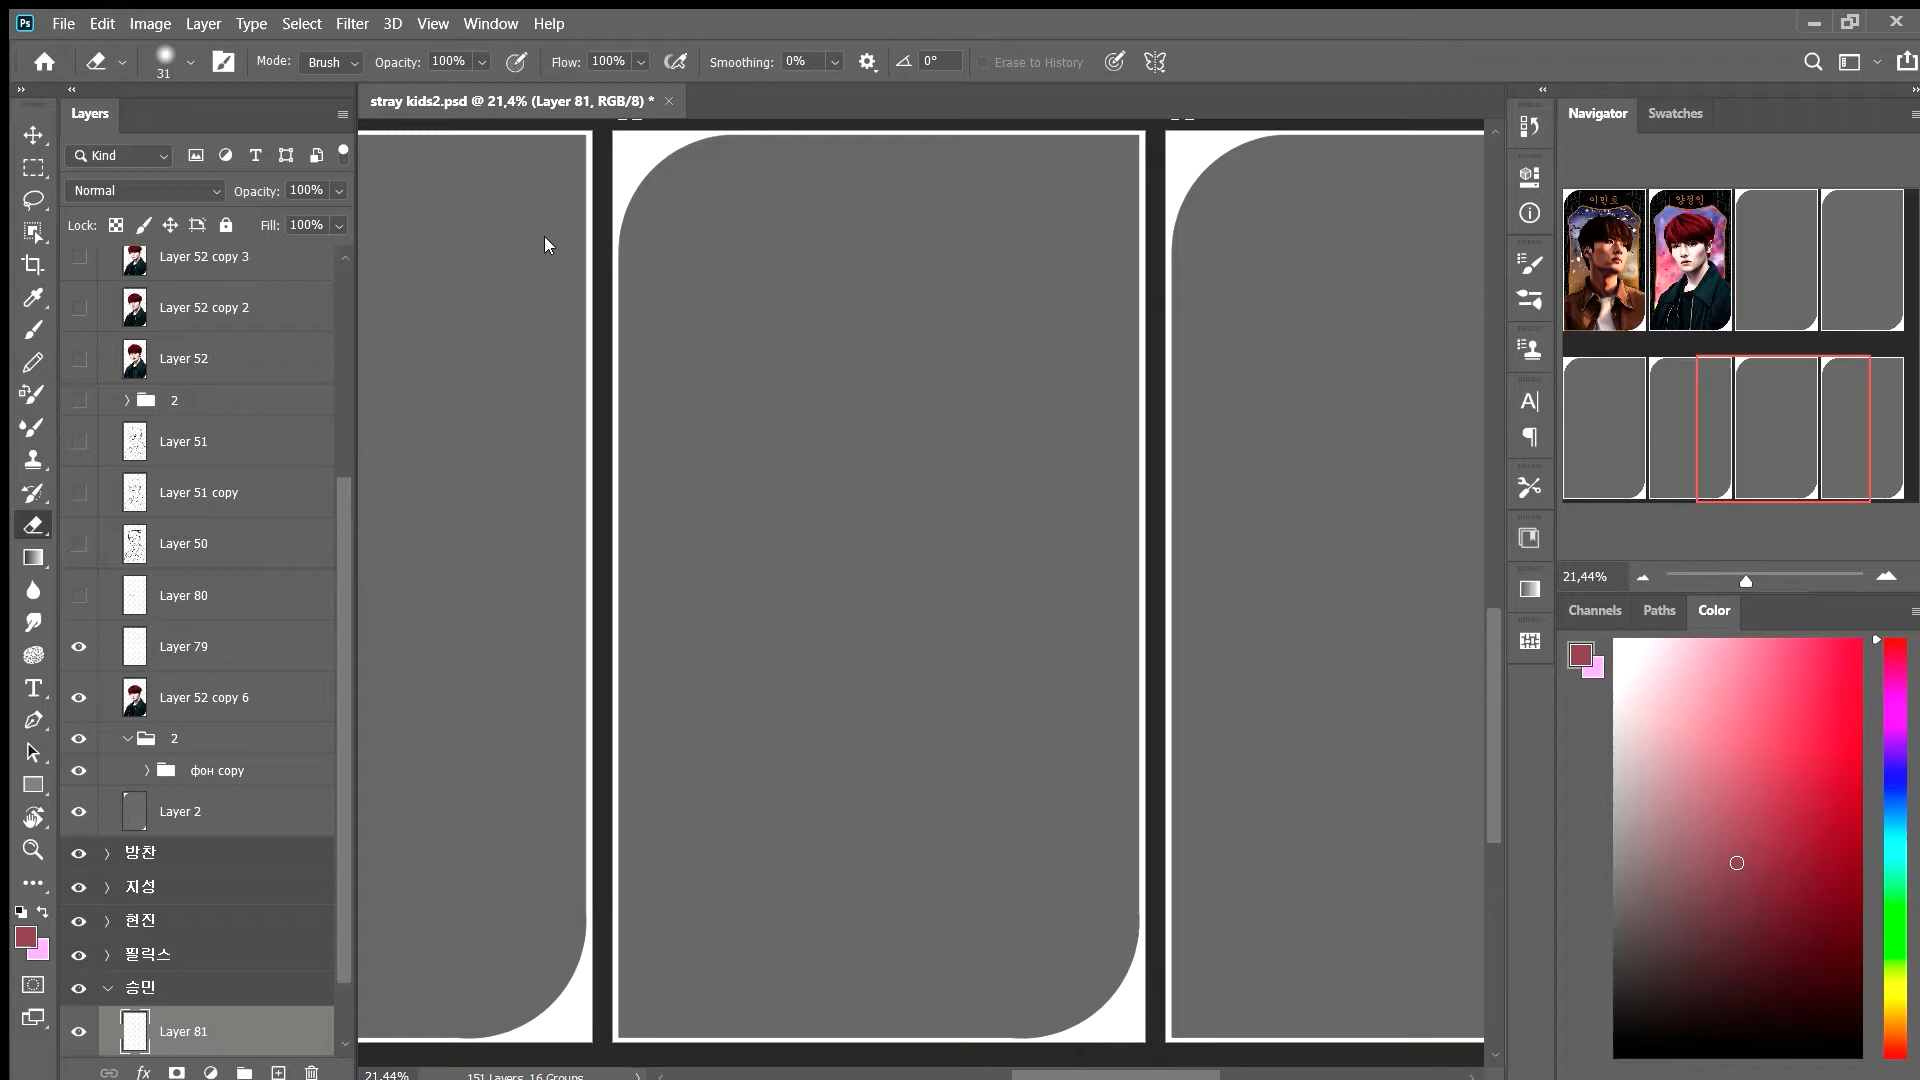 Ps File Edit Image Layer Type Select Filter 3D View Window Help
31 Mode: Brush Opacity: 100% Flow: 100% Smoothing: 0% 0° Erase to History
stray kids2.psd @ 21,4% (Layer 81, RGB/8) *
Layers
Kind
Normal Opacity: 100%
Lock: Fill: 100%
Layer 52 copy 3
Layer 52 copy 2
Layer 52
2
Layer 51
Layer 51 copy
Layer 50
Layer 80
Layer 79
Layer 52 copy 6
2
фон copy
Layer 2
방찬
지성
현진
필릭스
승민
Layer 81
fx
21,44% 151 Layers, 16 Groups
Navigator Swatches
이민호 양정인
21,44%
Channels Paths Color